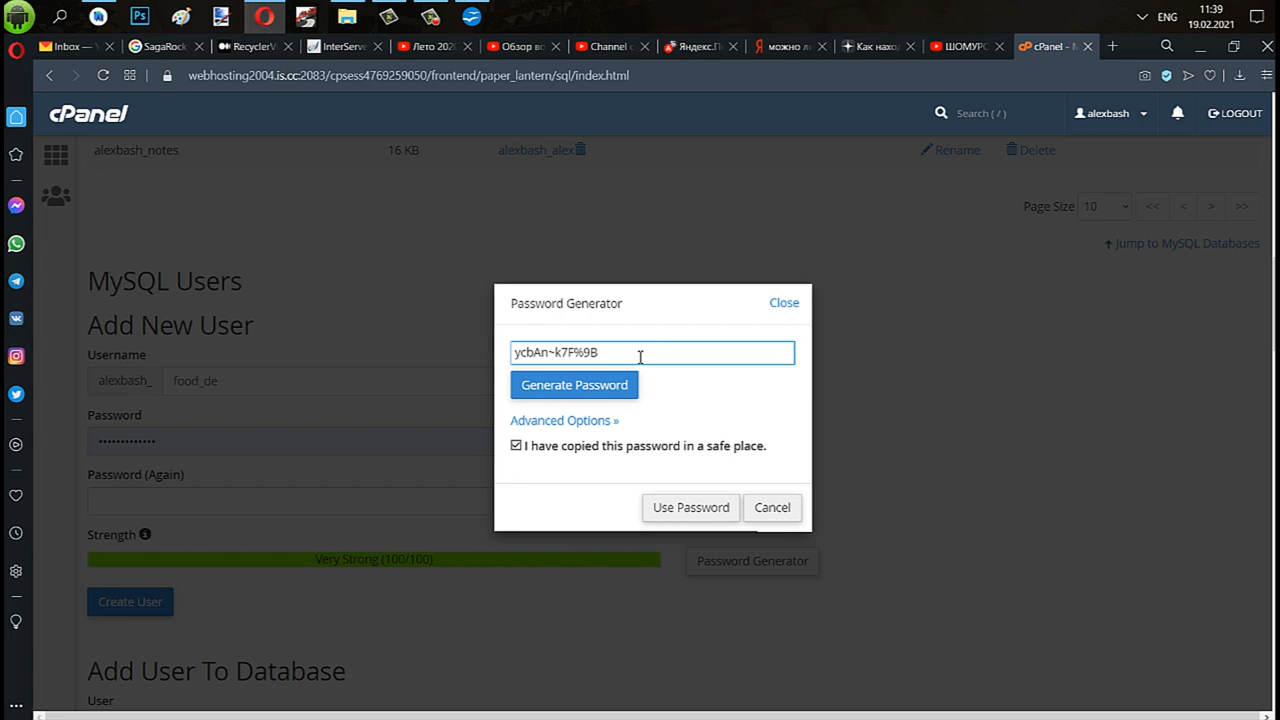 ENG
11:39
19.02.2021
Inbox — Y
SagaRock
RecyclerVi
InterServe
Лето 202
Обзор во
Channel c
Яндекс.П
можно л
Как наход
ШОМУРС
cPanel - M
webhosting2004.is.cc:2083/cpsess4769259050/frontend/paper_lantern/sql/index.html
cPanel
Search ( / )
alexbash
LOGOUT
alexbash_notes
16 KB
alexbash_alex
Rename
Delete
Page Size
10
<<
<
>
>>
Jump to MySQL Databases
MySQL Users
Add New User
Username
alexbash_
food_de
Password
•••••••••••••
Password (Again)
Strength
Very Strong (100/100)
Password Generator
Create User
Add User To Database
User
Password Generator
Close
ycbAn~k7F%9B
Generate Password
Advanced Options »
I have copied this password in a safe place.
Use Password
Cancel